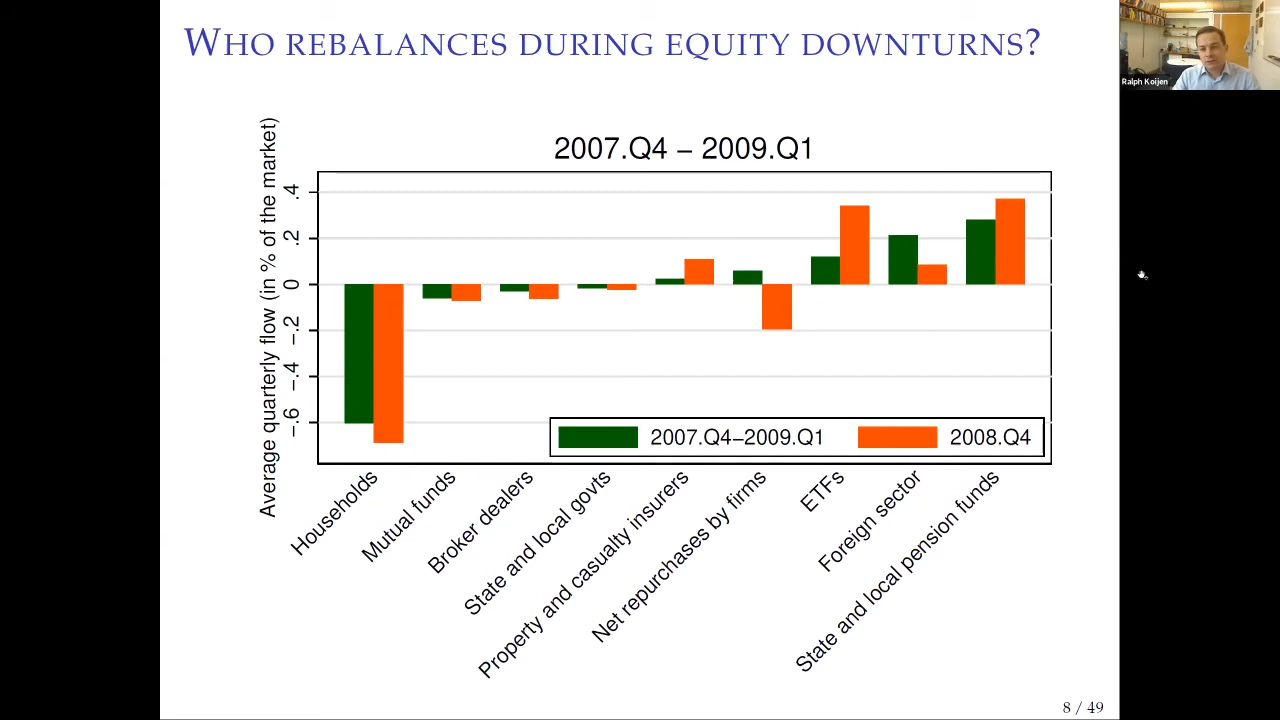 WHO REBALANCES DURING EQUITY DOWNTURNS?
Ralph Koijen
2007.Q4 – 2009.Q1
Average quarterly flow (in % of the market)
.4
.2
0
−.2
−.4
−.6
2007.Q4−2009.Q1
2008.Q4
Households
Mutual funds
Broker dealers
State and local govts
Property and casualty insurers
Net repurchases by firms
ETFs
Foreign sector
State and local pension funds
8 / 49